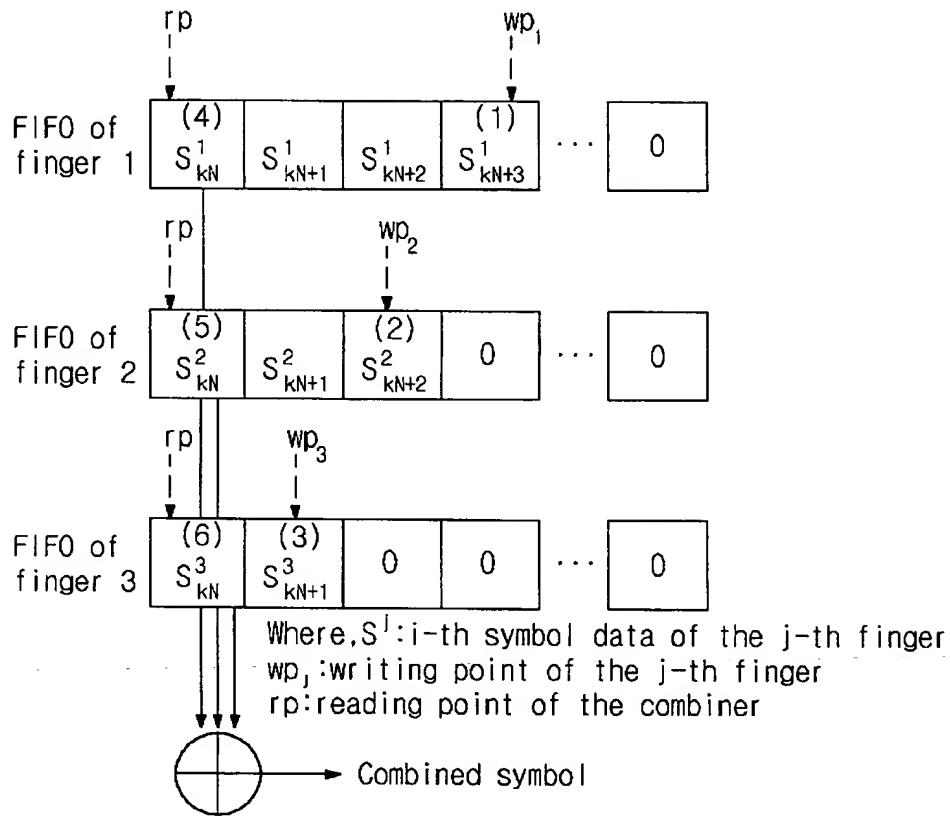 rp wp₁
FIFO of finger 1
(4) (1)
S¹kN S¹kN+1 S¹kN+2 S¹kN+3 ··· 0
rp wp₂
FIFO of finger 2
(5) (2)
S²kN S²kN+1 S²kN+2 0 ··· 0
rp wp₃
FIFO of finger 3
(6) (3)
S³kN S³kN+1 0 0 ··· 0
Where,Sʲ:i-th symbol data of the j-th finger
wpⱼ:writing point of the j-th finger
rp:reading point of the combiner
Combined symbol